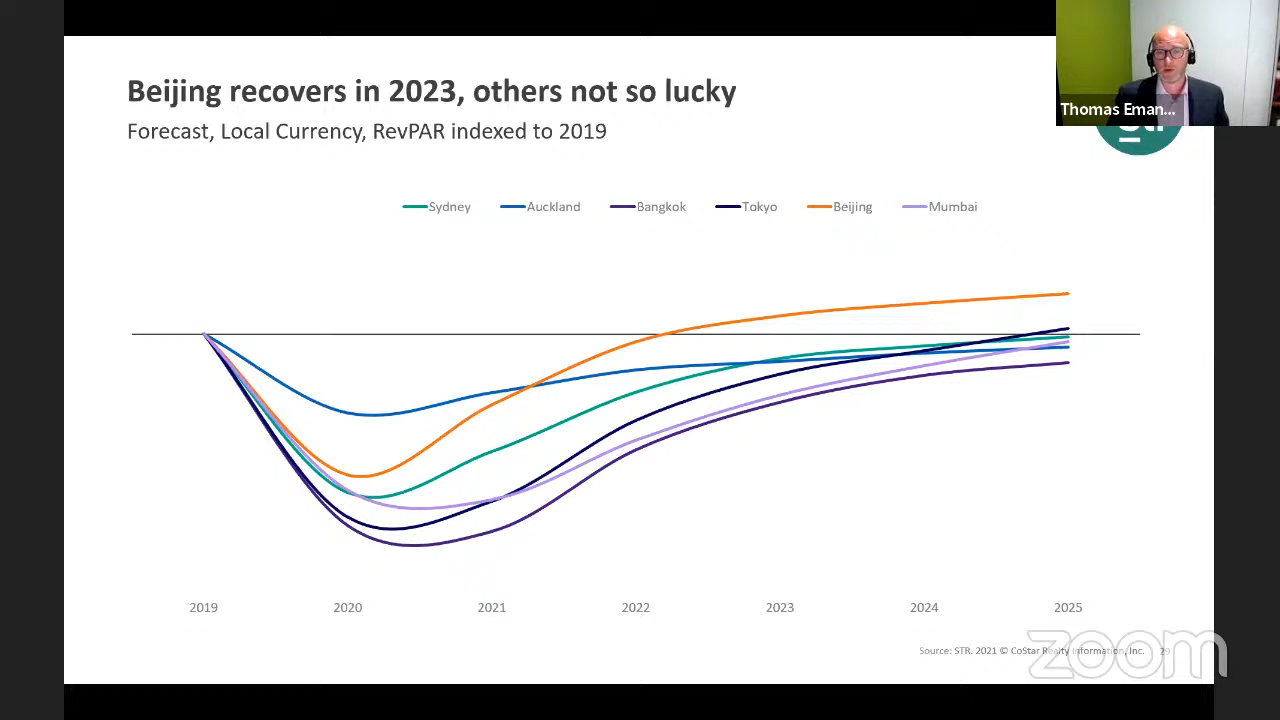 Beijing recovers in 2023, others not so lucky
Forecast, Local Currency, RevPAR indexed to 2019
Thomas Eman...
Sydney Auckland Bangkok Tokyo Beijing Mumbai
2019 2020 2021 2022 2023 2024 2025
Source: STR. 2021 © CoStar Realty Information, Inc. 29
zoom